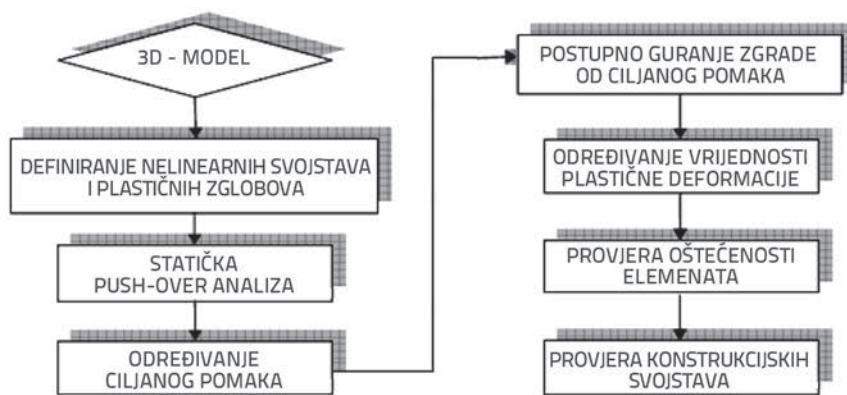 3D - MODEL
DEFINIRANJE NELINEARNIH SVOJSTAVA
I PLASTIČNIH ZGLOBOVA
STATIČKA
PUSH-OVER ANALIZA
ODREĐIVANJE
CILJANOG POMAKA
POSTUPNO GURANJE ZGRADE
OD CILJANOG POMAKA
ODREĐIVANJE VRIJEDNOSTI
PLASTIČNE DEFORMACIJE
PROVJERA OŠTEĆENOSTI
ELEMENATA
PROVJERA KONSTRUKCIJSKIH
SVOJSTAVA